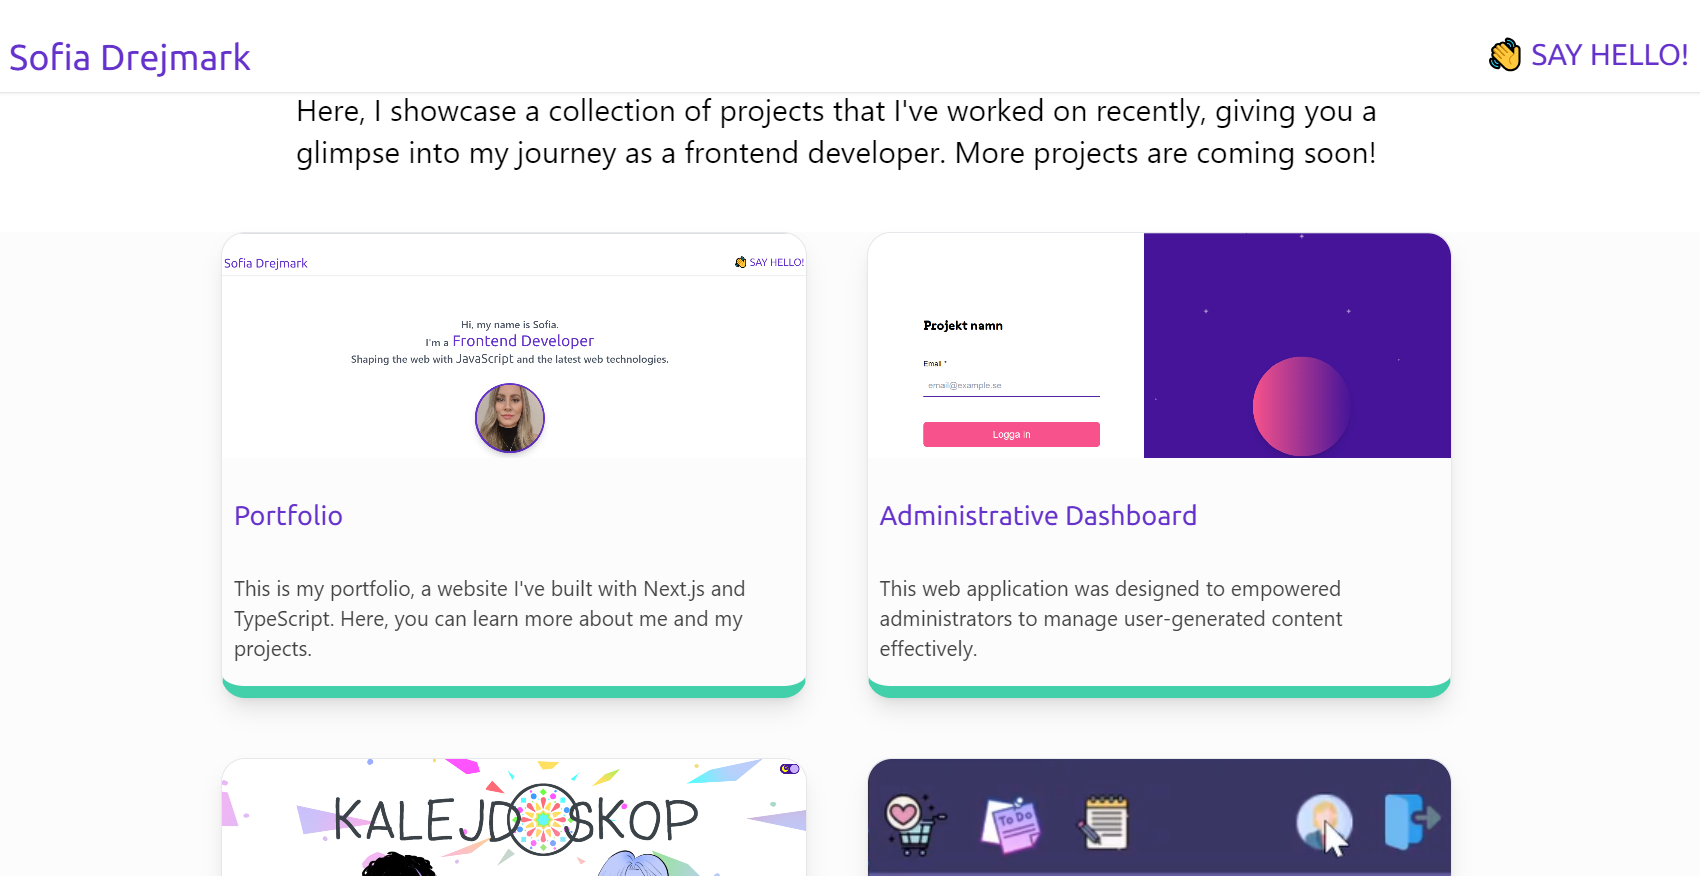 Sofia Drejmark
SAY HELLO!
Here, I showcase a collection of projects that I've worked on recently, giving you a
glimpse into my journey as a frontend developer. More projects are coming soon!
Sofia Drejmark
SAY HELLO!
Hi, my name is Sofia.
I'm a Frontend Developer
Shaping the web with JavaScript and the latest web technologies.
Portfolio
This is my portfolio, a website I've built with Next.js and
TypeScript. Here, you can learn more about me and my
projects.
Projekt namn
Email *
email@example.se
Logga in
Administrative Dashboard
This web application was designed to empowered
administrators to manage user-generated content
effectively.
KALEJDOSKOP
To Do